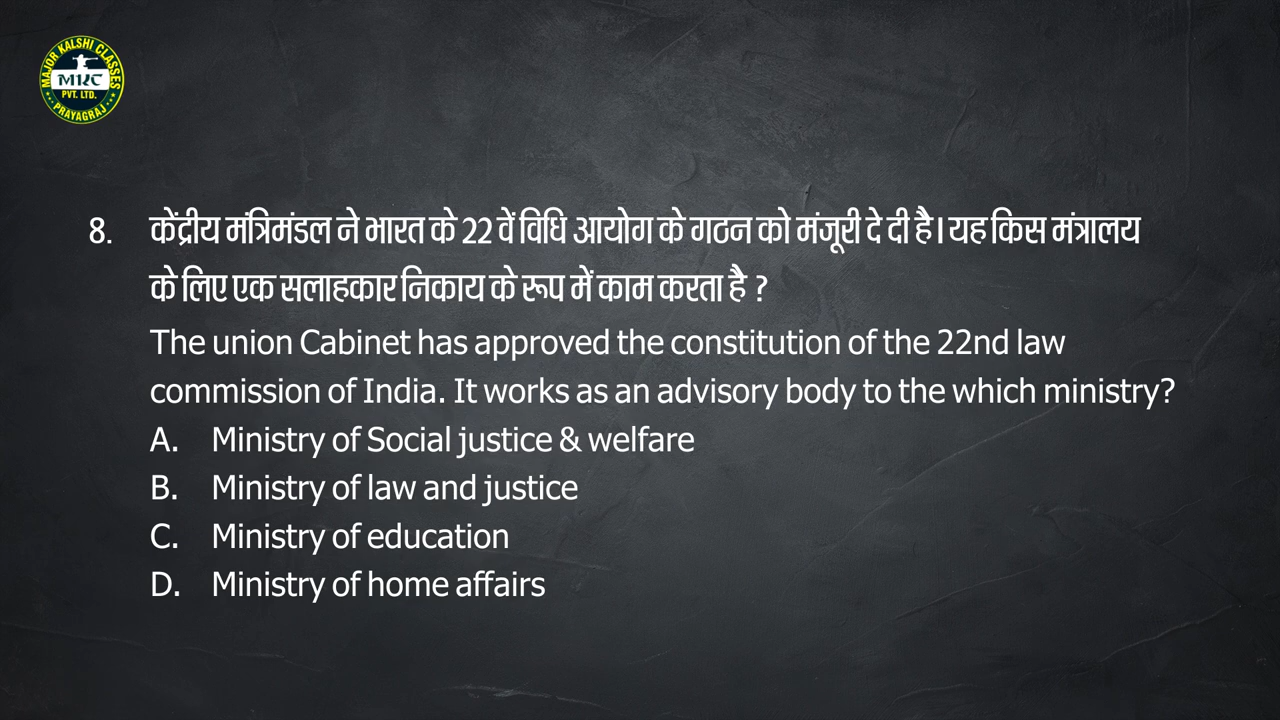 MAJOR KALSHI CLASSES
MKC
PVT. LTD.
PRAYAGRAJ
8. केंद्रीय मंत्रिमंडल ने भारत के 22 वें विधि आयोग के गठन को मंजूरी दे दी है। यह किस मंत्रालय
के लिए एक सलाहकार निकाय के रूप में काम करता है ?
The union Cabinet has approved the constitution of the 22nd law
commission of India. It works as an advisory body to the which ministry?
A. Ministry of Social justice & welfare
B. Ministry of law and justice
C. Ministry of education
D. Ministry of home affairs